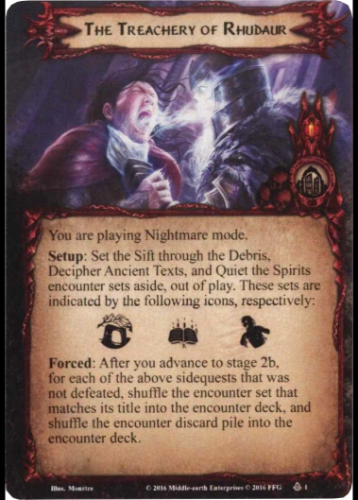 The Treachery of Rhudaur
You are playing Nightmare mode.
Setup: Set the Sift through the Debris,
Decipher Ancient Texts, and Quiet the Spirits
encounter sets aside, out of play. These sets are
indicated by the following icons, respectively:
Forced: After you advance to stage 2b,
for each of the above sidequests that was
not defeated, shuffle the encounter set that
matches its title into the encounter deck, and
shuffle the encounter discard pile into the
encounter deck.
Illus. Monztre © 2016 Middle-earth Enterprises © 2016 FFG 1